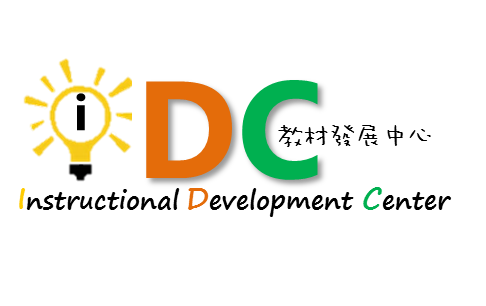 iDC 教材發展中心
Instructional Development Center